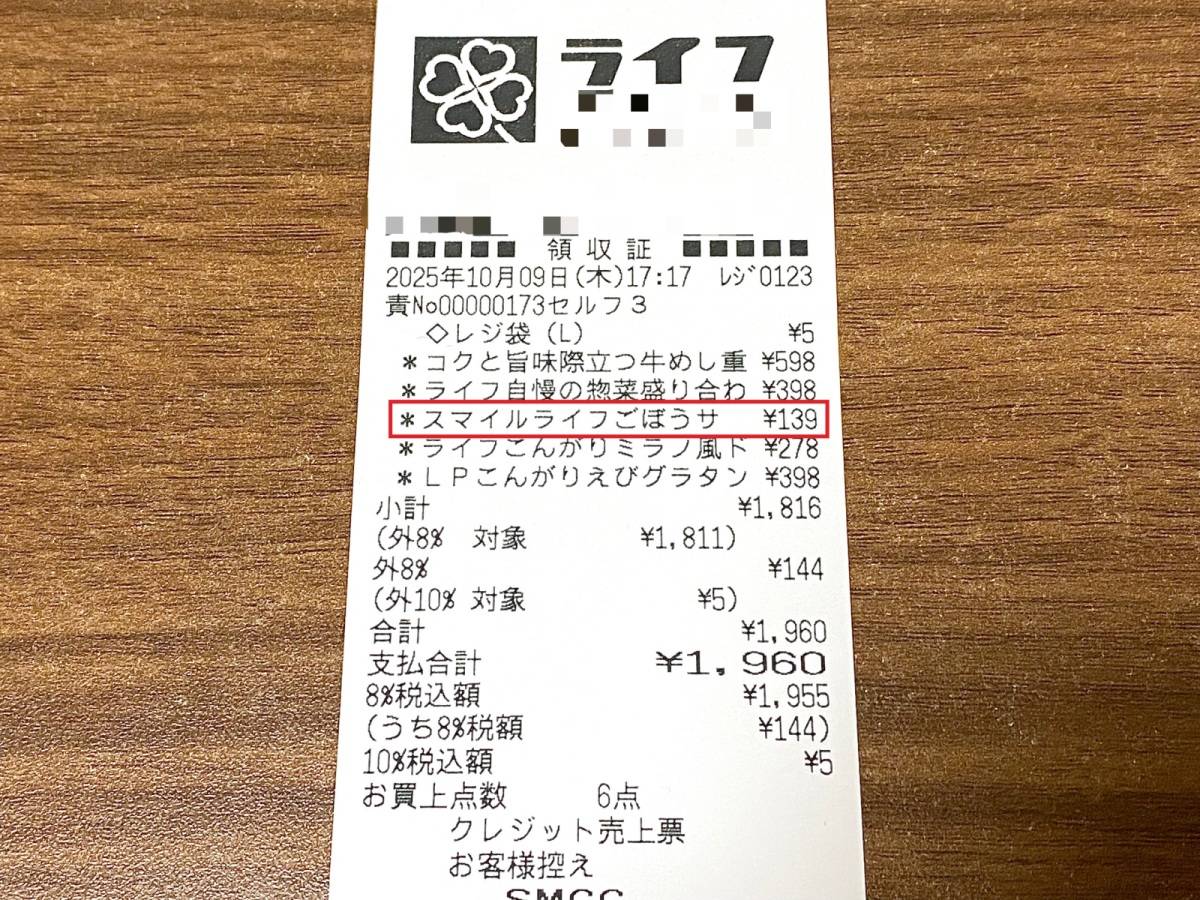 ライフ
■■■■■ 領収証 ■■■■■
2025年10月09日(木)17:17 レジ0123
責No00000173セルフ3
◇レジ袋(L) ¥5
*コクと旨味際立つ牛めし重 ¥598
*ライフ自慢の惣菜盛り合わ ¥398
*スマイルライフごぼうサ ¥139
*ライフこんがりミラノ風ド ¥278
*LPこんがりえびグラタン ¥398
小計 ¥1,816
(外8% 対象 ¥1,811)
外8% ¥144
(外10% 対象 ¥5)
合計 ¥1,960
支払合計 ¥1,960
8%税込額 ¥1,955
(うち8%税額 ¥144)
10%税込額 ¥5
お買上点数 6点
クレジット売上票
お客様控え
SMCC